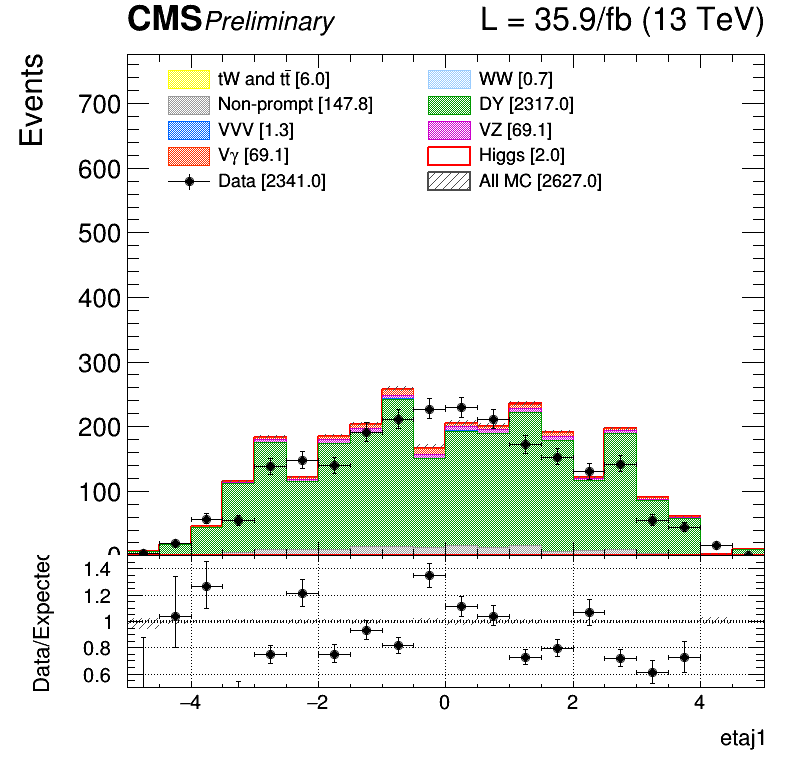 CMS Preliminary L = 35.9/fb (13 TeV)
Events
tW and tt̄ [6.0] WW [0.7]
Non-prompt [147.8] DY [2317.0]
VVV [1.3] VZ [69.1]
Vγ [69.1] Higgs [2.0]
Data [2341.0] All MC [2627.0]
700
600
500
400
300
200
100
0
Data/Expected
1.4
1.2
1
0.8
0.6
−4 −2 0 2 4
etaj1